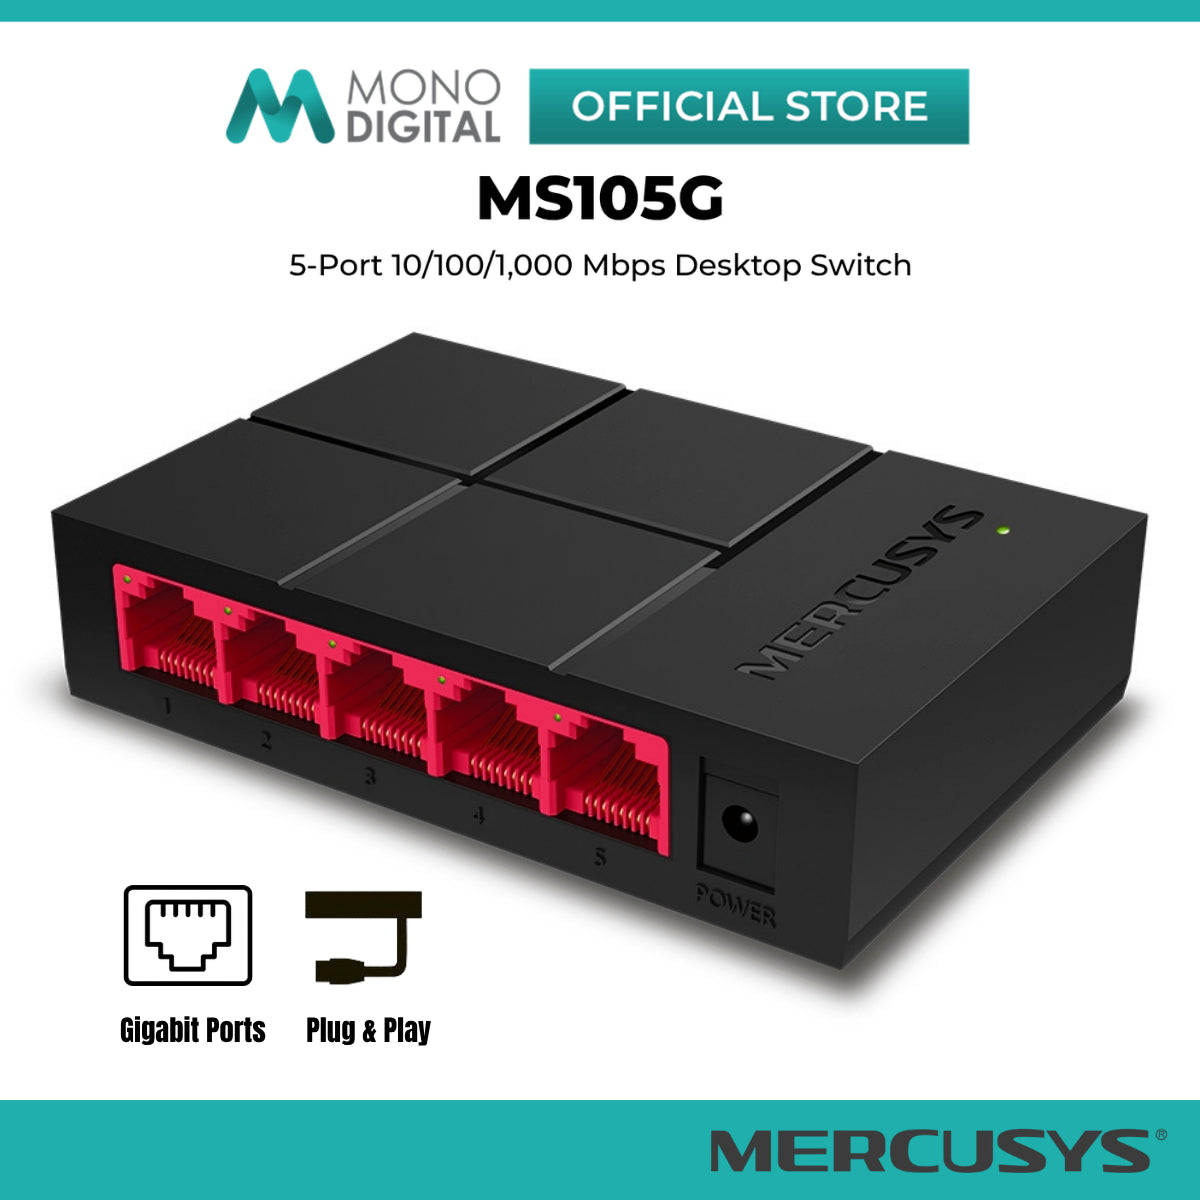 MONO
DIGITAL
OFFICIAL STORE
MS105G
5-Port 10/100/1,000 Mbps Desktop Switch
MERCUSYS
1
2
3
4
5
POWER
Gigabit Ports
Plug & Play
MERCUSYS®